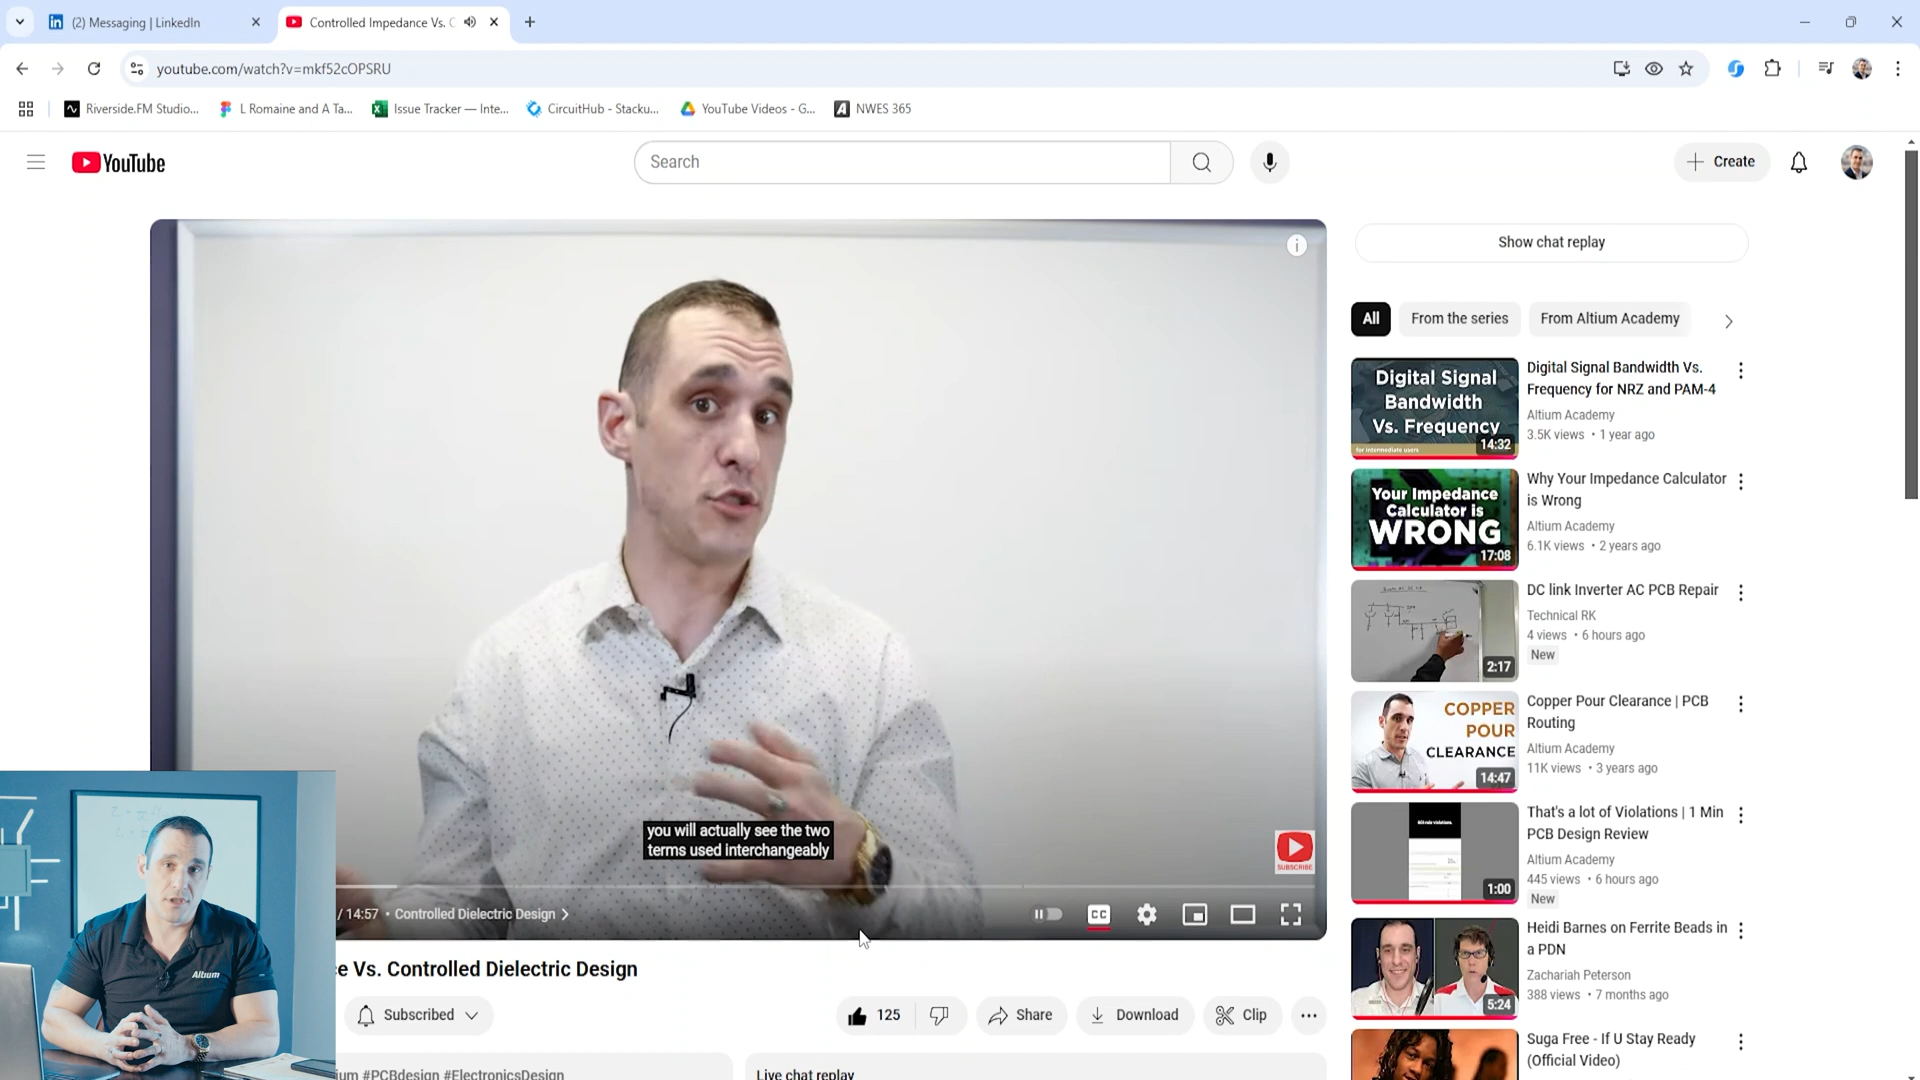 (2) Messaging | LinkedIn
Controlled Impedance Vs. C
youtube.com/watch?v=mkf52cOPSRU
Riverside.FM Studio...
L Romaine and A Ta...
Issue Tracker — Inte...
CircuitHub - Stacku...
YouTube Videos - G...
NWES 365
YouTube
Search
Create
Show chat replay
All
From the series
From Altium Academy
Digital Signal
Bandwidth
Vs. Frequency
for intermediate users
14:32
Digital Signal Bandwidth Vs.
Frequency for NRZ and PAM-4
Altium Academy
3.5K views • 1 year ago
Your Impedance
Calculator is
WRONG
17:08
Why Your Impedance Calculator
is Wrong
Altium Academy
6.1K views • 2 years ago
2:17
DC link Inverter AC PCB Repair
Technical RK
4 views • 6 hours ago
New
COPPER
POUR
CLEARANCE
14:47
Copper Pour Clearance | PCB
Routing
Altium Academy
11K views • 3 years ago
1:00
That's a lot of Violations | 1 Min
PCB Design Review
Altium Academy
445 views • 6 hours ago
New
5:24
Heidi Barnes on Ferrite Beads in
a PDN
Zachariah Peterson
388 views • 7 months ago
Suga Free - If U Stay Ready
(Official Video)
you will actually see the two
terms used interchangeably
SUBSCRIBE
/ 14:57 • Controlled Dielectric Design
CC
Altium
e Vs. Controlled Dielectric Design
Subscribed
125
Share
Download
Clip
ium #PCBdesign #ElectronicsDesign
Live chat replay